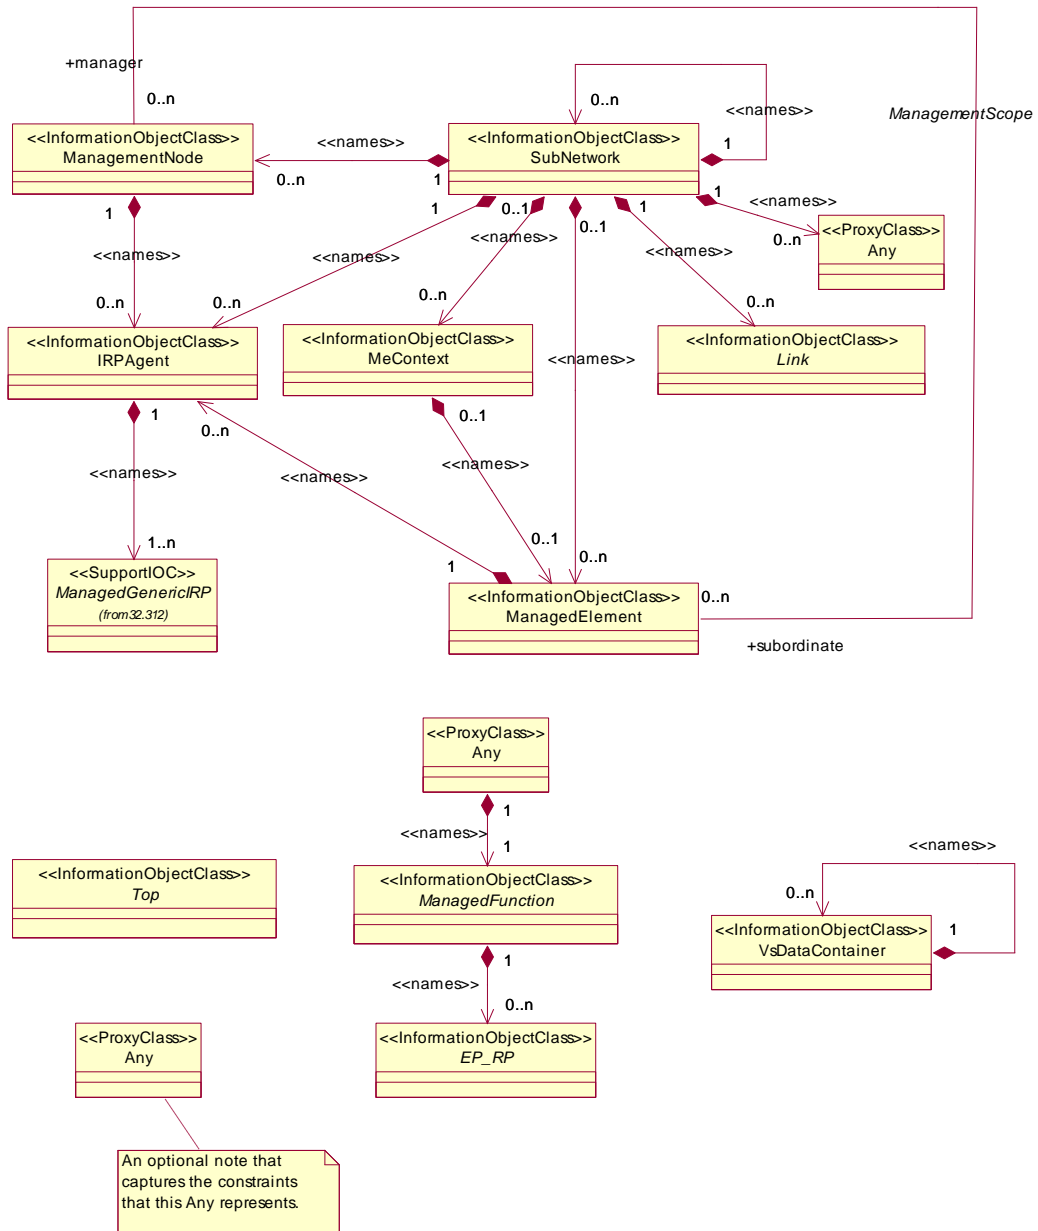 +manager
0..n
0..n
<<names>>
ManagementScope
<<InformationObjectClass>>
ManagementNode
<<names>>
0..n
<<InformationObjectClass>>
SubNetwork
1
1
1
<<names>>
1
0..1
0..1
1
1
<<names>>
0..n
<<ProxyClass>>
Any
<<names>>
<<names>>
<<names>>
<<names>>
0..n
0..n
0..n
0..n
<<InformationObjectClass>>
IRPAgent
<<InformationObjectClass>>
MeContext
<<names>>
<<InformationObjectClass>>
Link
1
0..n
0..1
<<names>>
<<names>>
1..n
0..1
0..n
1
<<SupportIOC>>
ManagedGenericIRP
(from32.312)
<<InformationObjectClass>>
ManagedElement
0..n
+subordinate
<<ProxyClass>>
Any
1
<<names>>
1
<<InformationObjectClass>>
Top
<<InformationObjectClass>>
ManagedFunction
<<names>>
0..n
<<InformationObjectClass>>
VsDataContainer
1
1
<<names>>
0..n
<<ProxyClass>>
Any
<<InformationObjectClass>>
EP_RP
An optional note that
captures the constraints
that this Any represents.